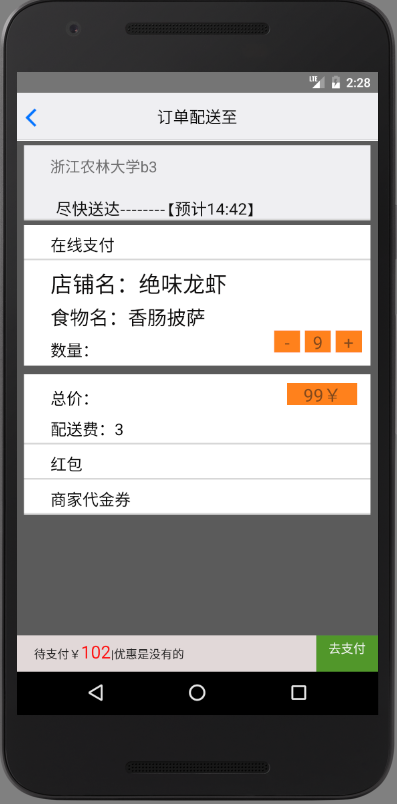 LTE 2:28
订单配送至
浙江农林大学b3
尽快送达--------【预计14:42】
在线支付
店铺名：绝味龙虾
食物名：香肠披萨
数量： - 9 +
总价： 99￥
配送费：3
红包
商家代金券
待支付￥102|优惠是没有的 去支付